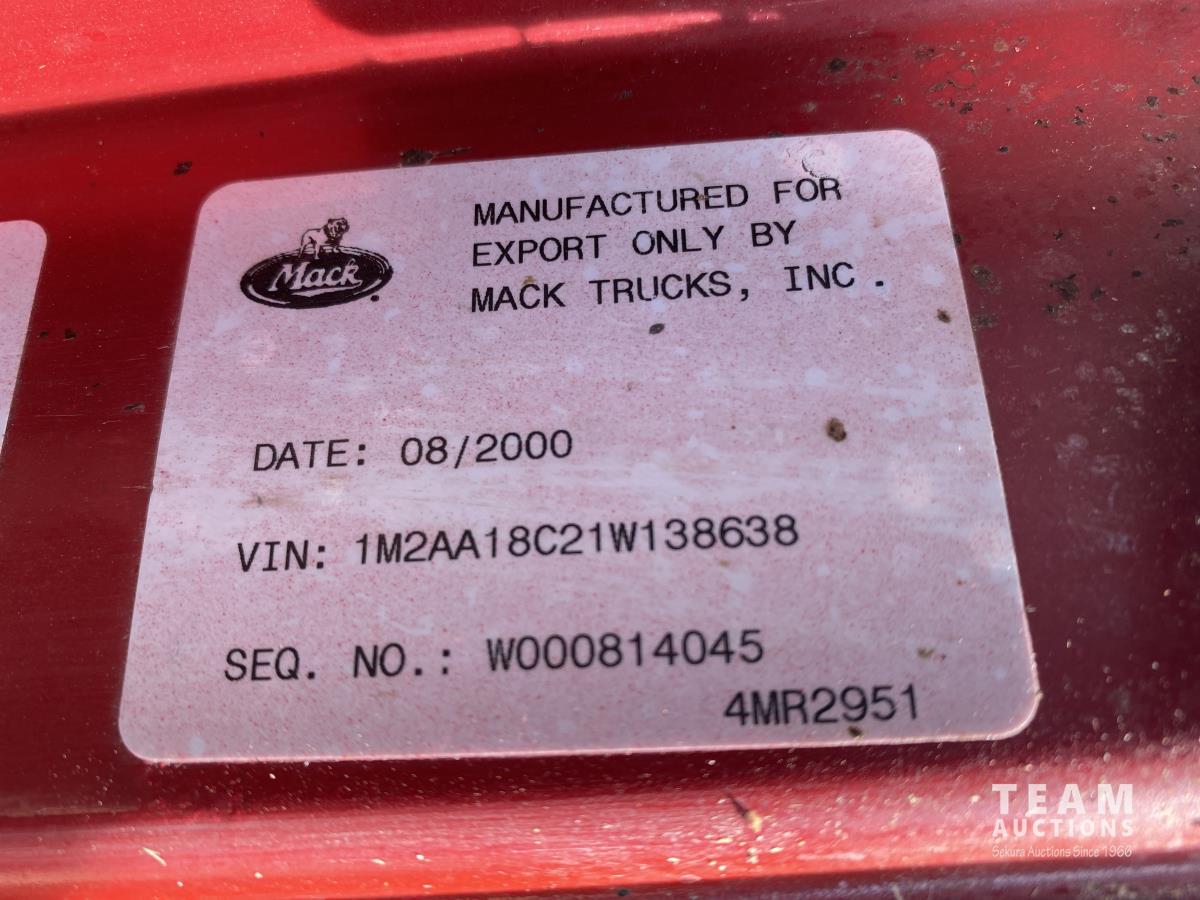 Mack
MANUFACTURED FOR
EXPORT ONLY BY
MACK TRUCKS, INC.
DATE: 08/2000
VIN: 1M2AA18C21W138638
SEQ. NO.: W000814045
4MR2951
TEAM
AUCTIONS
Sekura Auctions Since 1966